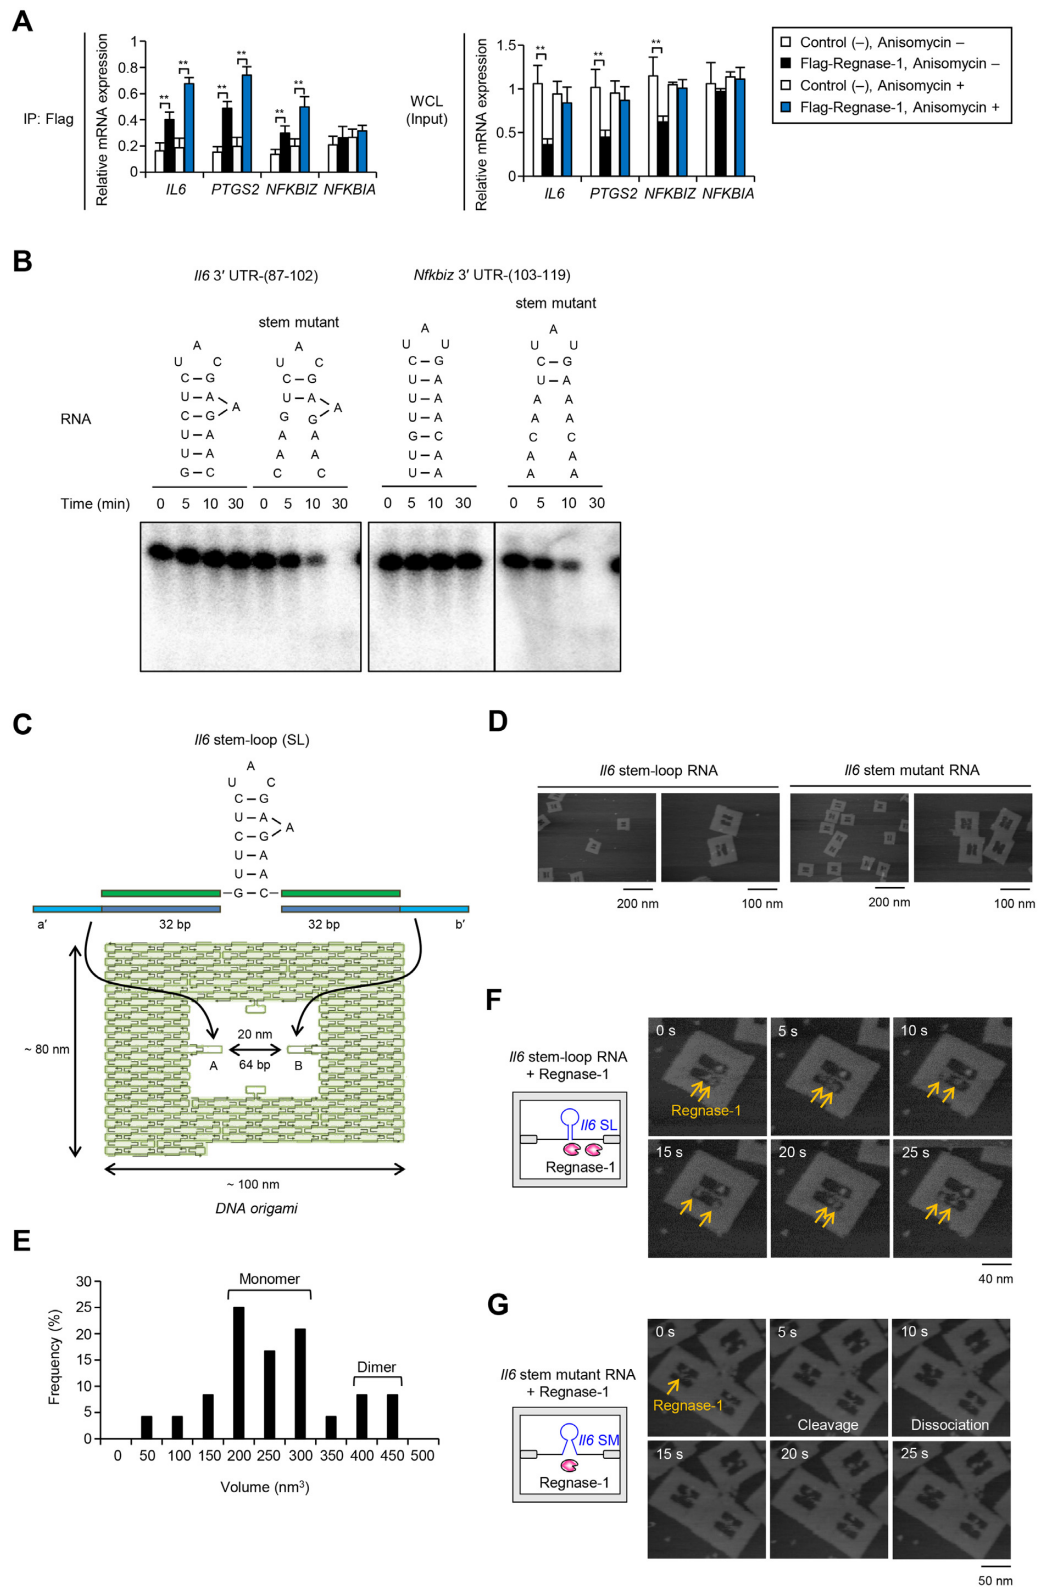 A
IP: Flag
Relative mRNA expression
1
0.8
0.6
0.4
0.2
0
**
**
**
**
**
**
IL6
PTGS2
NFKBIZ
NFKBIA
WCL
(Input)
Relative mRNA expression
1.5
1
0.5
0
**
**
**
IL6
PTGS2
NFKBIZ
NFKBIA
Control (–), Anisomycin –
Flag-Regnase-1, Anisomycin –
Control (–), Anisomycin +
Flag-Regnase-1, Anisomycin +
B
Il6 3′ UTR-(87-102)
Nfkbiz 3′ UTR-(103-119)
stem mutant
stem mutant
RNA
A
U C
C – G
U – A
A
C – G
U – A
U – A
G – C
A
U C
C – G
U – A
A
G G
A A
A A
C C
A
U U
C – G
U – A
U – A
U – A
G – C
U – A
U – A
A
U U
C G
U – A
A A
A A
C C
A A
A A
Time (min)
0 5 10 30
0 5 10 30
0 5 10 30
0 5 10 30
C
Il6 stem-loop (SL)
A
U C
C – G
U – A
A
C – G
U – A
U – A
G – C
a′
32 bp
32 bp
b′
~ 80 nm
20 nm
A
64 bp
B
~ 100 nm
DNA origami
D
Il6 stem-loop RNA
Il6 stem mutant RNA
200 nm
100 nm
200 nm
100 nm
E
Frequency (%)
30
25
20
15
10
5
0
Monomer
Dimer
0 50 100 150 200 250 300 350 400 450 500
Volume (nm³)
F
Il6 stem-loop RNA
+ Regnase-1
Il6 SL
Regnase-1
0 s
5 s
10 s
Regnase-1
15 s
20 s
25 s
40 nm
G
Il6 stem mutant RNA
+ Regnase-1
Il6 SM
Regnase-1
0 s
5 s
10 s
Regnase-1
Cleavage
Dissociation
15 s
20 s
25 s
50 nm